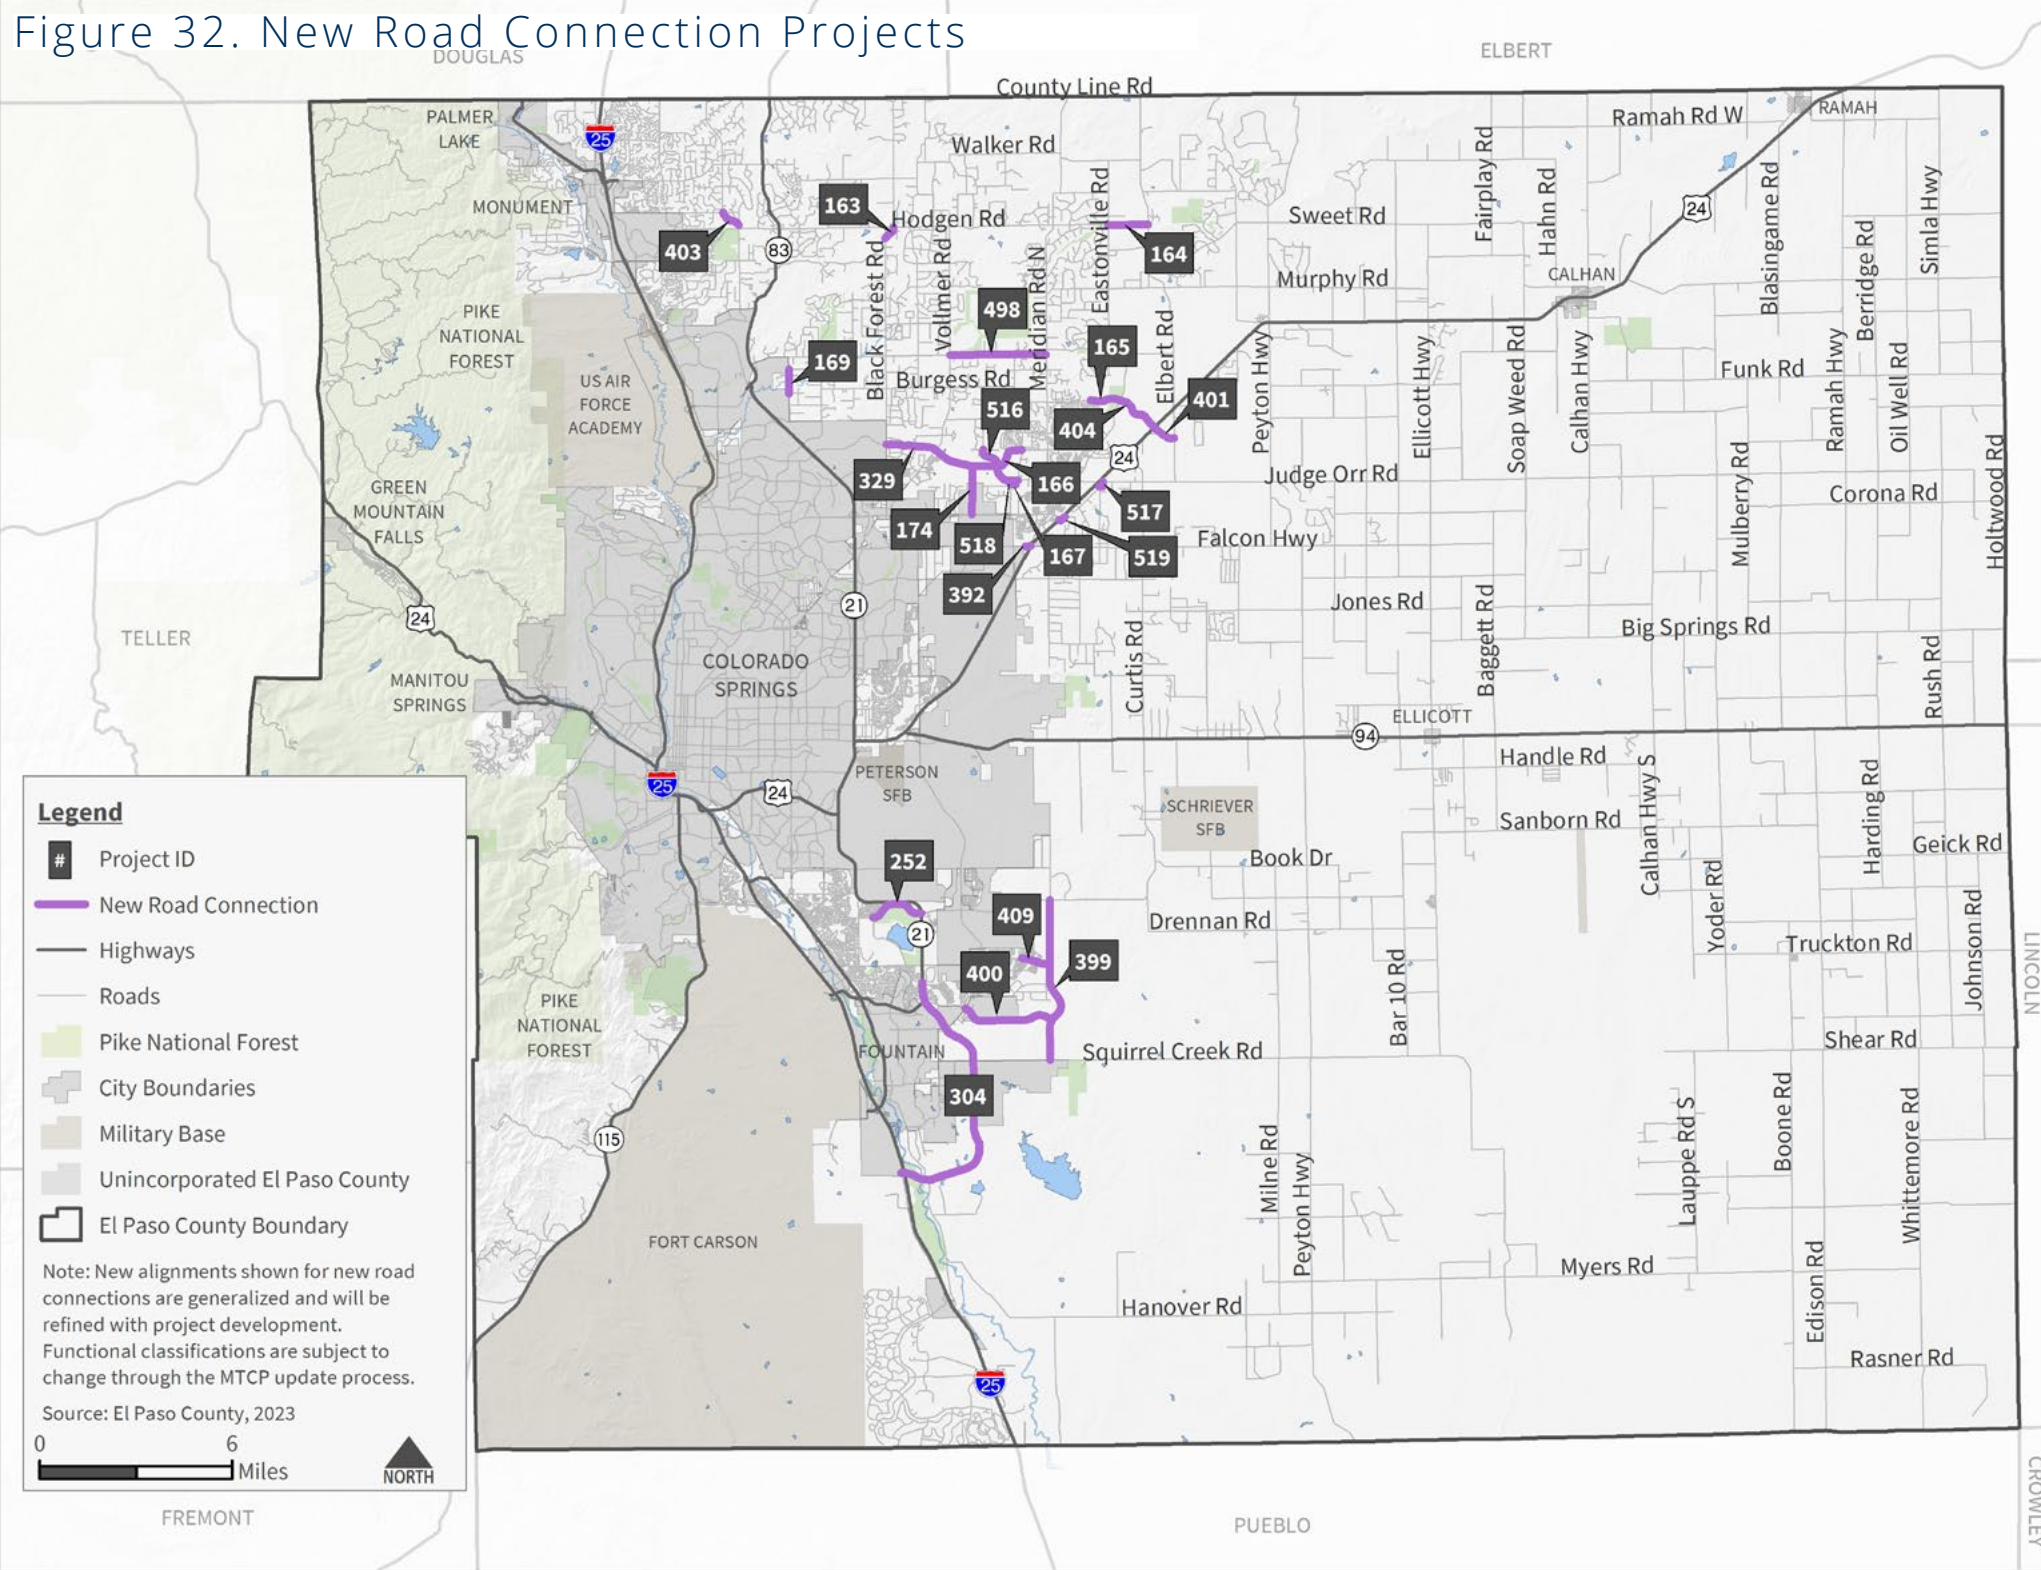 Figure 32. New Road Connection Projects
DOUGLAS
ELBERT
County Line Rd
PALMER
LAKE
25
Walker Rd
Ramah Rd W
RAMAH
MONUMENT
403
83
163
Hodgen Rd
Eastonville Rd
164
Sweet Rd
Fairplay Rd
Hahn Rd
24
Blasingame Rd
Simla Hwy
Black Forest Rd
Vollmer Rd
Meridian Rd N
Murphy Rd
CALHAN
Berridge Rd
PIKE
NATIONAL
FOREST
US AIR
FORCE
ACADEMY
498
169
Burgess Rd
165
Elbert Rd
Peyton Hwy
Ellicott Hwy
Soap Weed Rd
Calhan Hwy
Funk Rd
Ramah Hwy
Oil Well Rd
516
404
401
24
329
166
Judge Orr Rd
Mulberry Rd
Corona Rd
Holtwood Rd
GREEN
MOUNTAIN
FALLS
174
518
517
167
519
Falcon Hwy
392
24
21
Jones Rd
Baggett Rd
Big Springs Rd
Rush Rd
TELLER
COLORADO
SPRINGS
MANITOU
SPRINGS
Curtis Rd
94
ELLICOTT
25
24
PETERSON
SFB
SCHRIEVER
SFB
Handle Rd
Sanborn Rd
Calhan Hwy S
Harding Rd
Geick Rd
252
Book Dr
Yoder Rd
21
409
Drennan Rd
399
400
Bar 10 Rd
Truckton Rd
Johnson Rd
LINCOLN
PIKE
NATIONAL
FOREST
FOUNTAIN
Squirrel Creek Rd
Shear Rd
304
115
Milne Rd
Peyton Hwy
Lauppe Rd S
Boone Rd
Whittemore Rd
FORT CARSON
Myers Rd
Edison Rd
Hanover Rd
Rasner Rd
25
Legend
# Project ID
New Road Connection
Highways
Roads
Pike National Forest
City Boundaries
Military Base
Unincorporated El Paso County
El Paso County Boundary
Note: New alignments shown for new road
connections are generalized and will be
refined with project development.
Functional classifications are subject to
change through the MTCP update process.
Source: El Paso County, 2023
0 6
Miles
NORTH
FREMONT
PUEBLO
CROWLEY